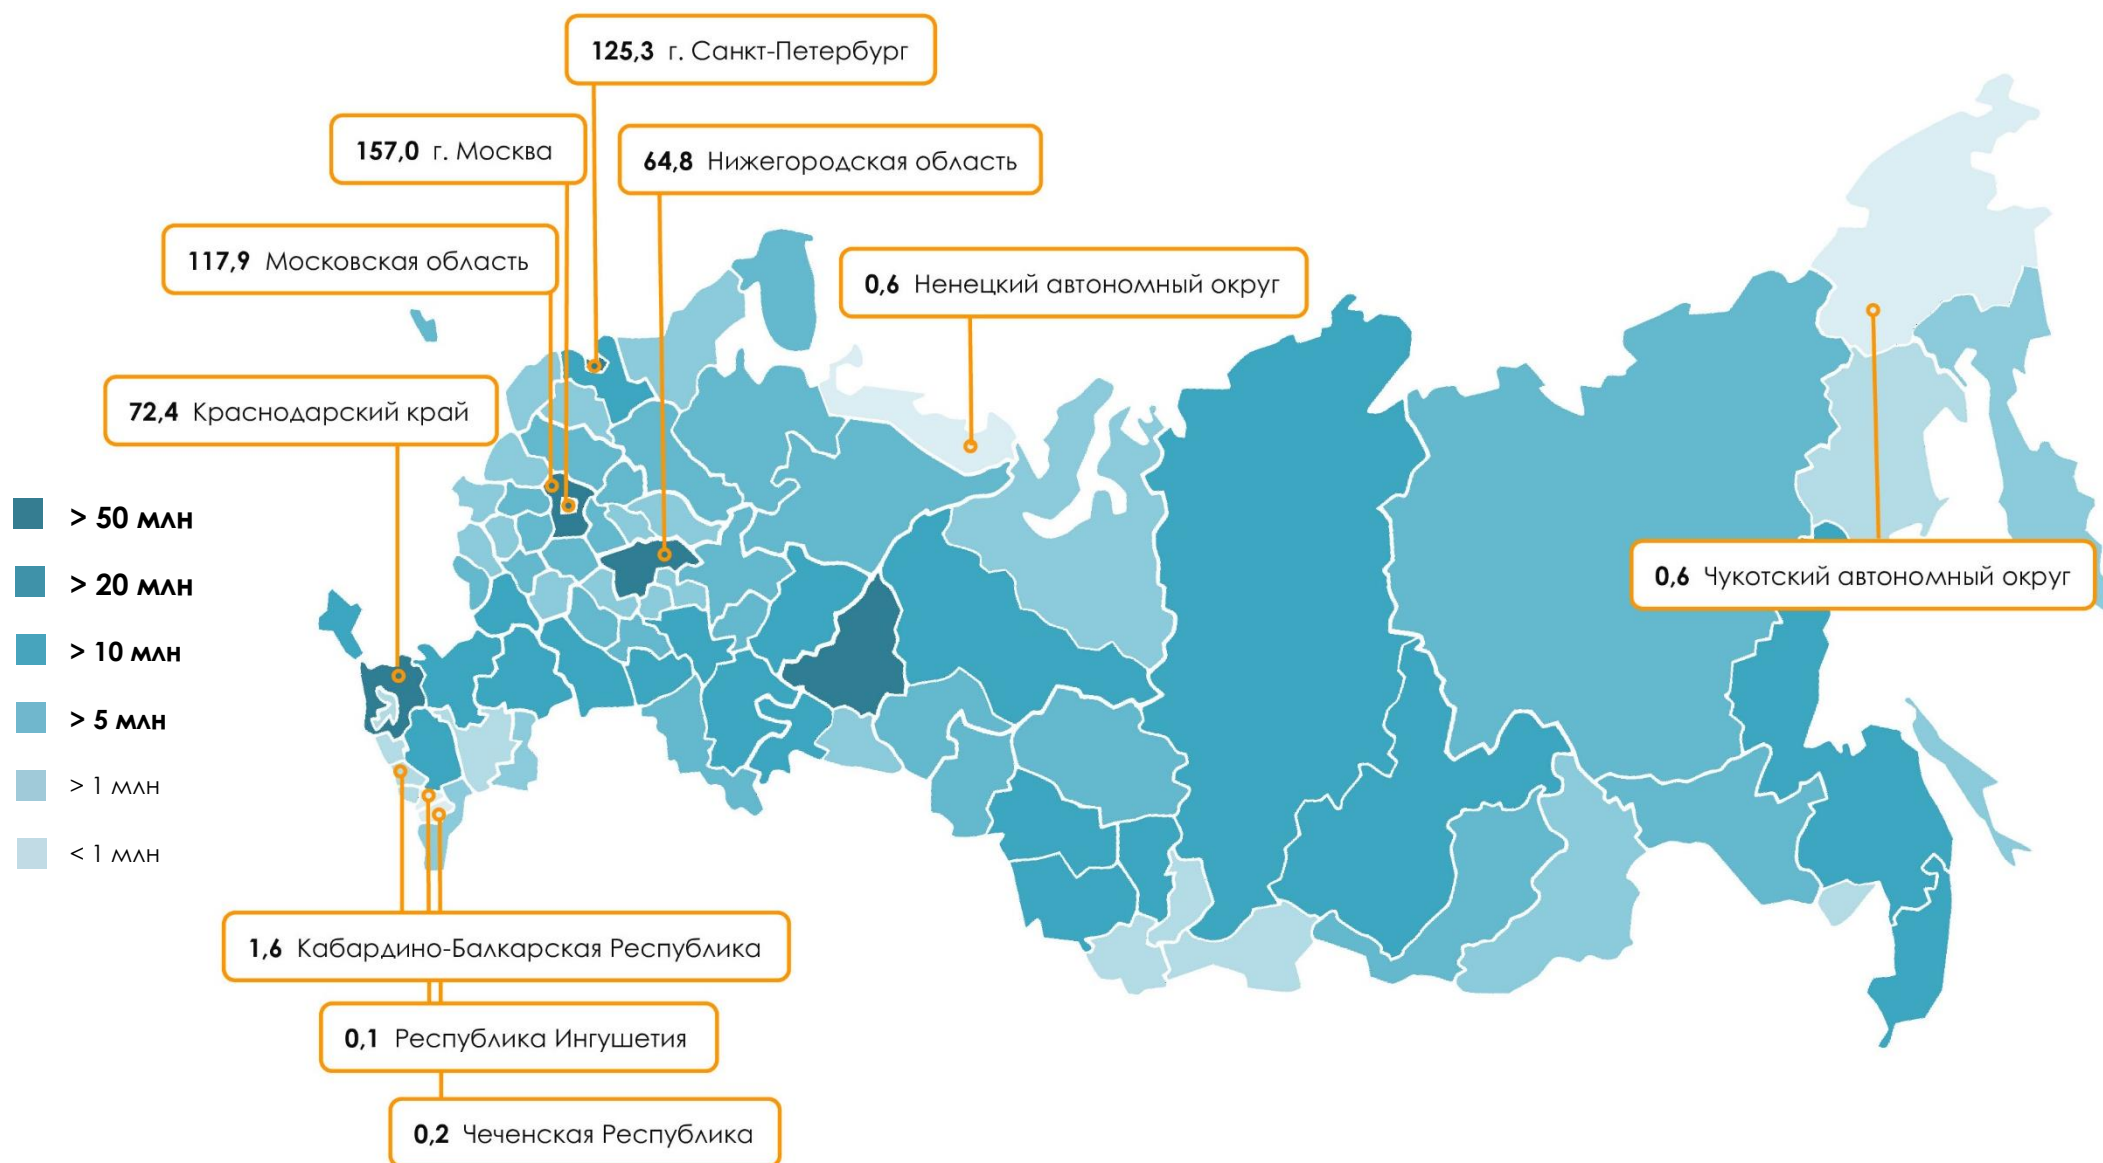 125,3 г. Санкт-Петербург
157,0 г. Москва
64,8 Нижегородская область
117,9 Московская область
0,6 Ненецкий автономный округ
72,4 Краснодарский край
> 50 млн
> 20 млн
> 10 млн
> 5 млн
> 1 млн
< 1 млн
0,6 Чукотский автономный округ
1,6 Кабардино-Балкарская Республика
0,1 Республика Ингушетия
0,2 Чеченская Республика